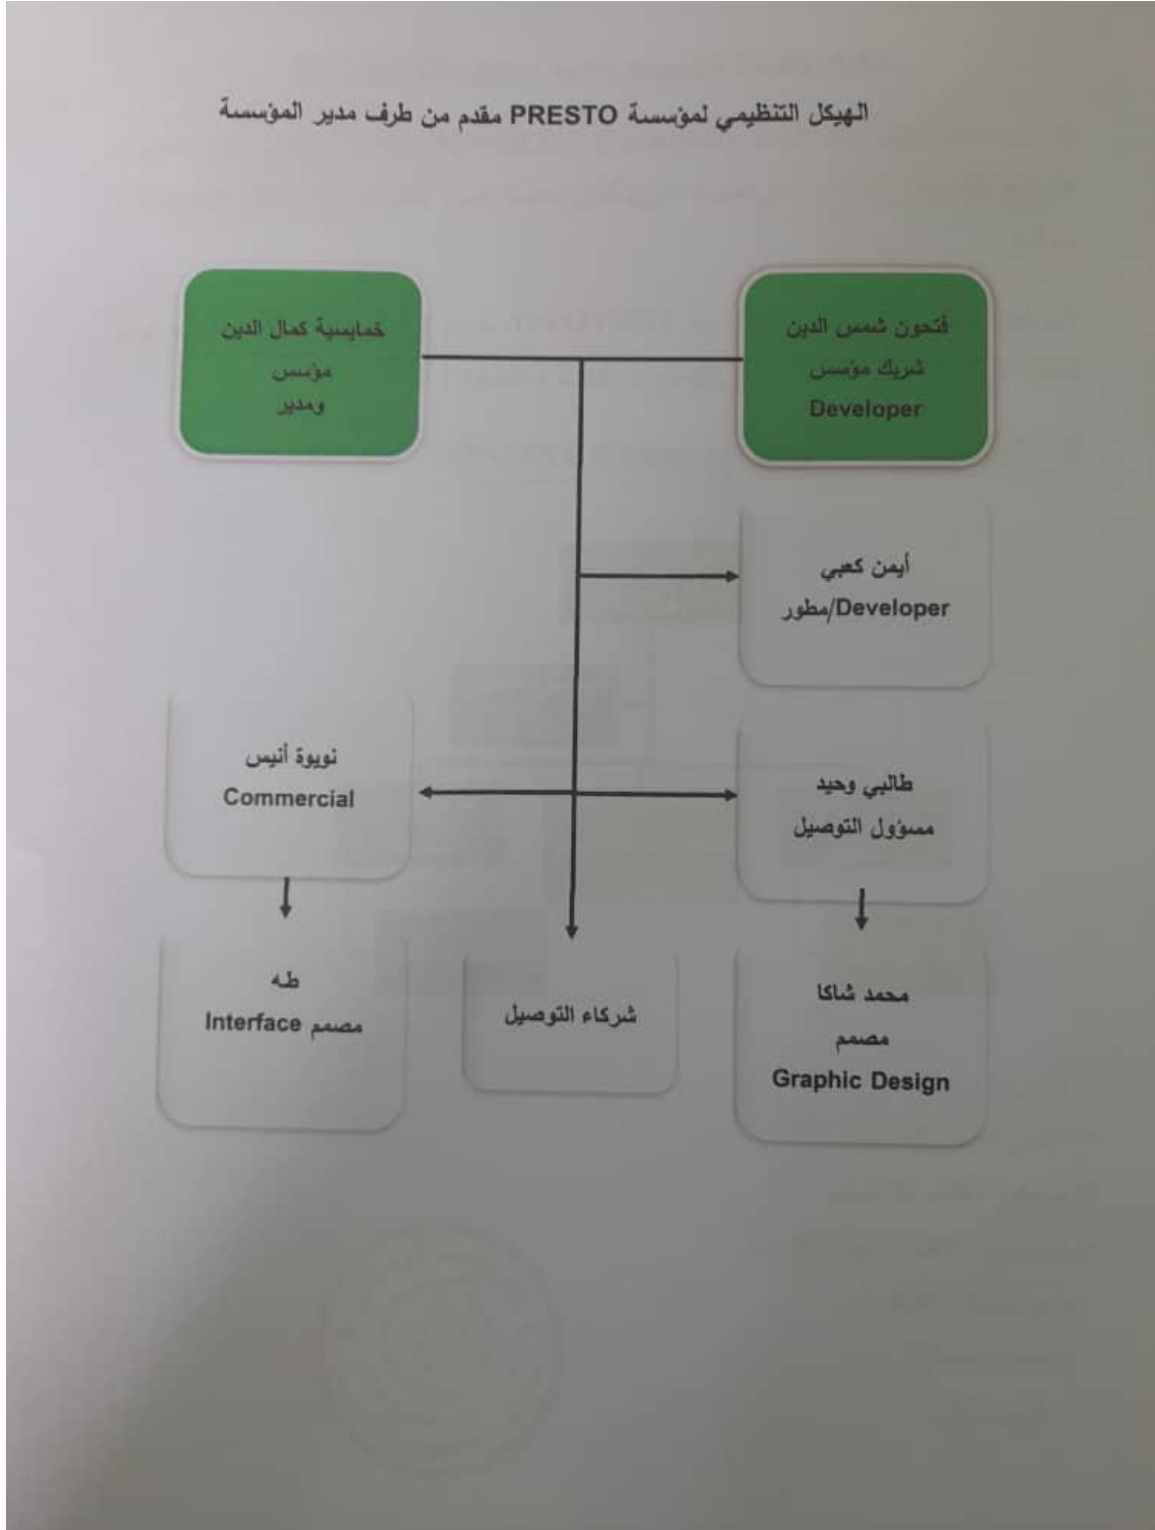 الهيكل التنظيمي لمؤسسة PRESTO مقدم من طرف مدير المؤسسة
فتحون شمس الدين
شريك مؤسس
Developer
خمايسية كمال الدين
مؤسس
ومدير
أيمن كعبي
مطور/Developer
طالبي وحيد
مسؤول التوصيل
نويوة أنيس
Commercial
محمد شاكا
مصمم
Graphic Design
شركاء التوصيل
طه
مصمم Interface